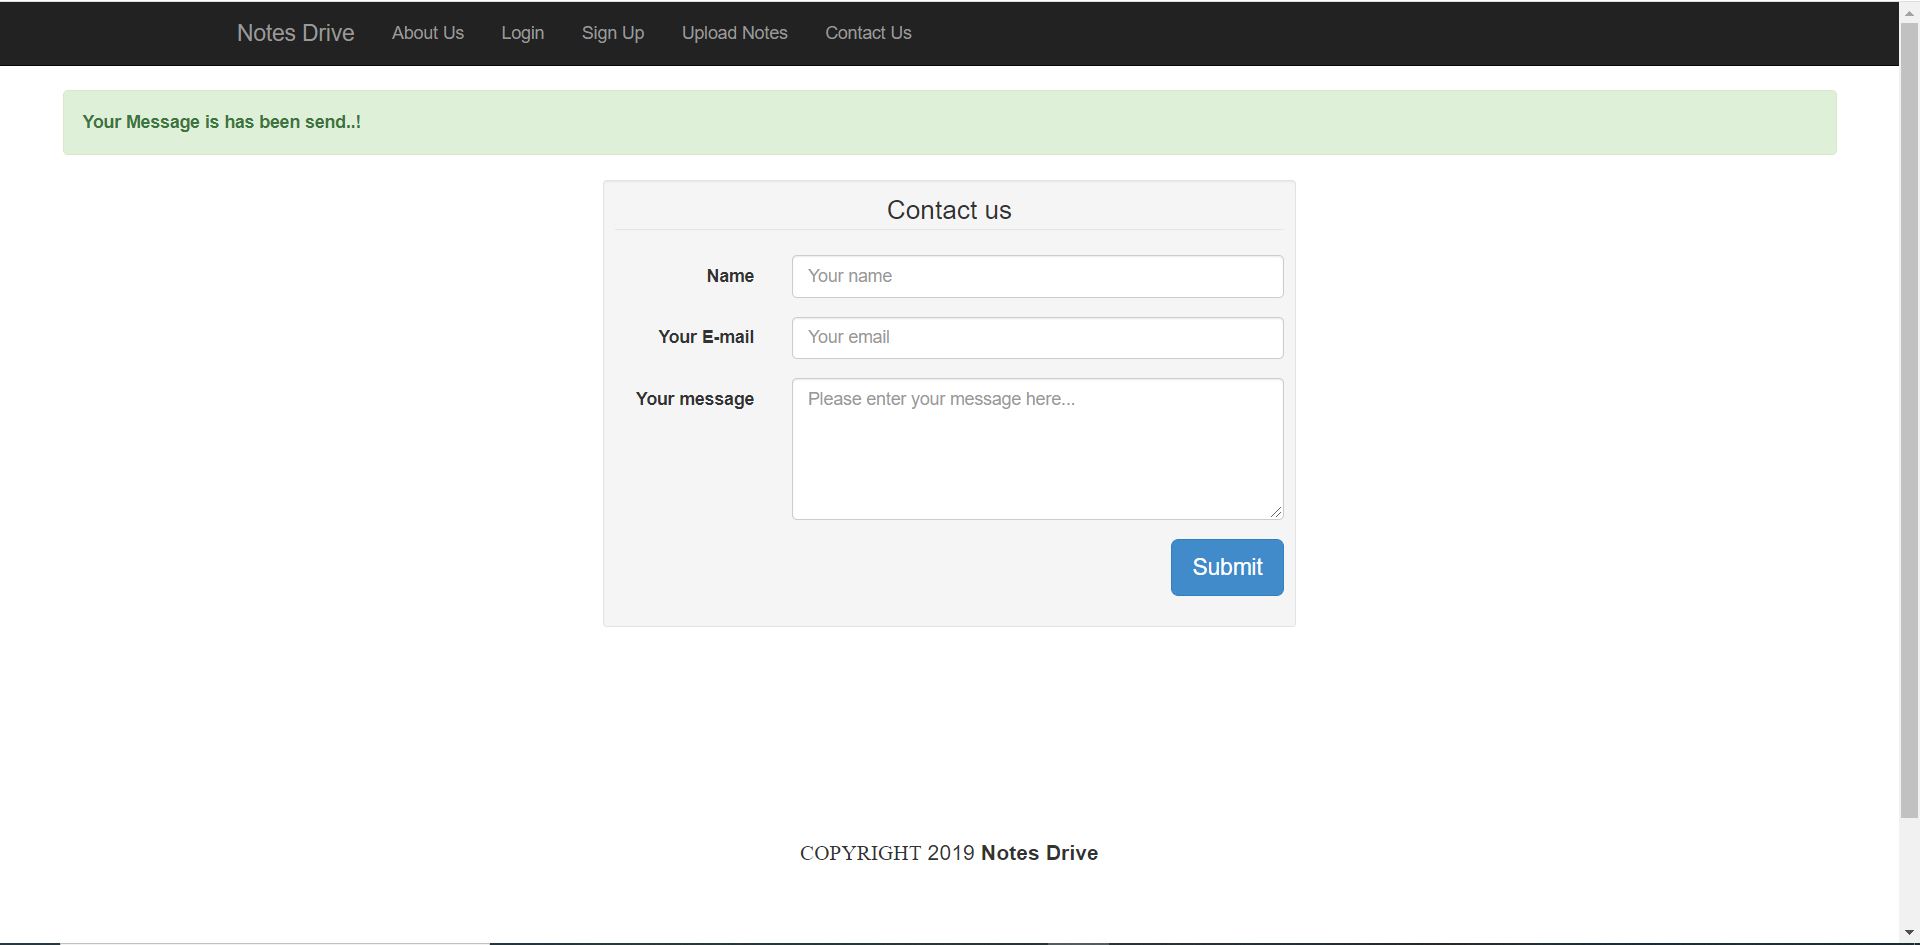 Notes Drive About Us Login Sign Up Upload Notes Contact Us
Your Message is has been send..!
Contact us
Name Your name
Your E-mail Your email
Your message Please enter your message here...
Submit
COPYRIGHT 2019 Notes Drive